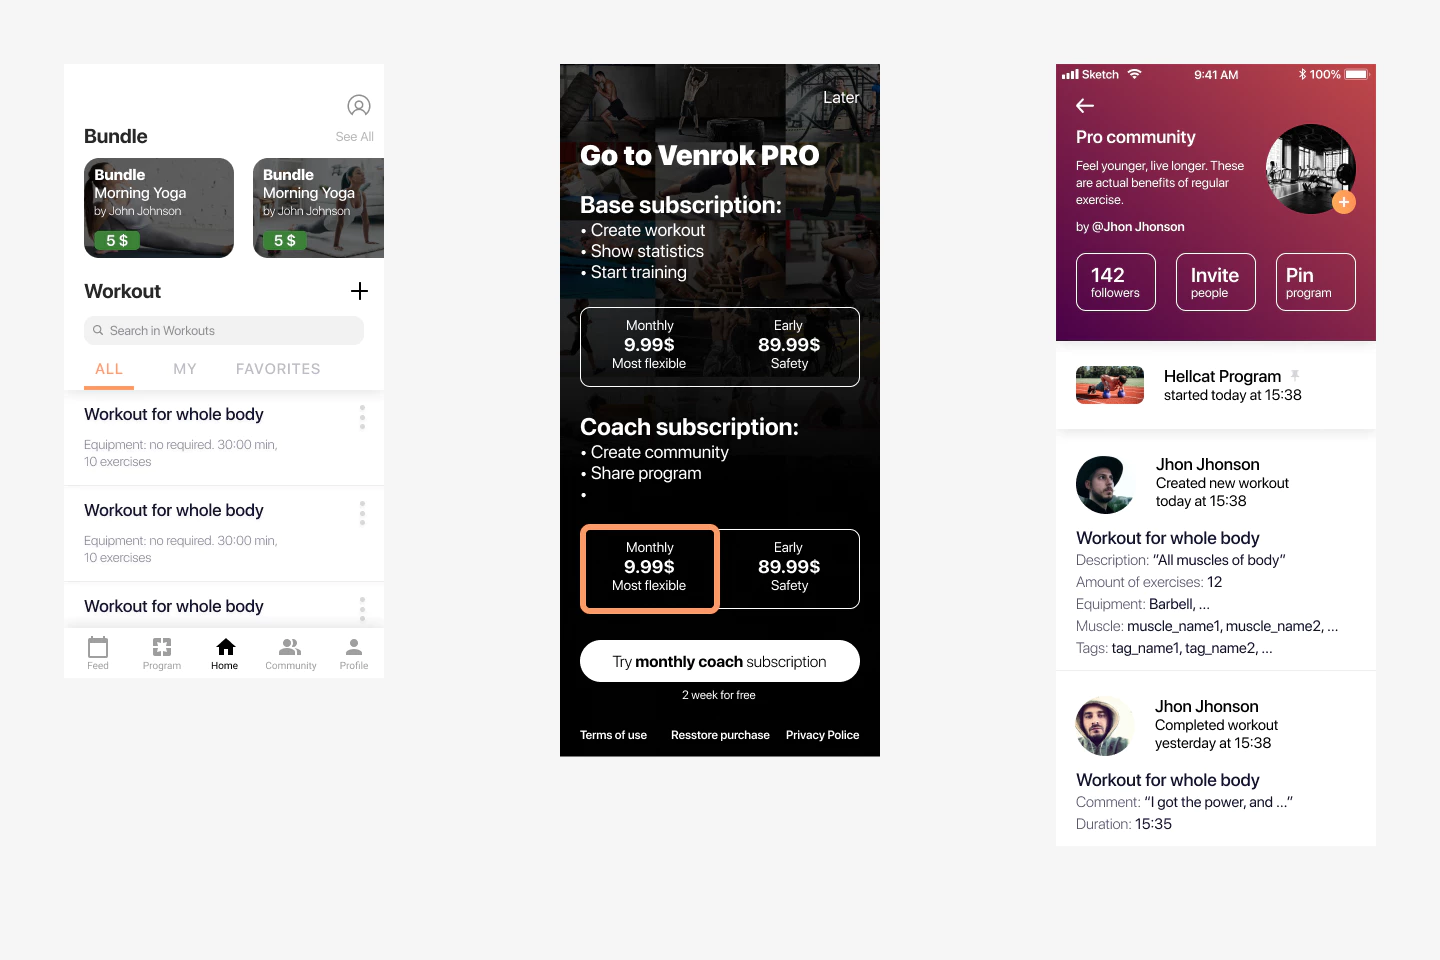 Bundle
See All
Bundle
Morning Yoga
by John Johnson
5 $
Bundle
Morning Yoga
by John Johnson
5 $
Workout
Search in Workouts
ALL MY FAVORITES
Workout for whole body
Equipment: no required. 30:00 min,
10 exercises
Workout for whole body
Equipment: no required. 30:00 min,
10 exercises
Workout for whole body
Feed Program Home Community Profile
Later
Go to Venrok PRO
Base subscription:
• Create workout
• Show statistics
• Start training
Monthly
9.99$
Most flexible
Early
89.99$
Safety
Coach subscription:
• Create community
• Share program
•
Monthly
9.99$
Most flexible
Early
89.99$
Safety
Try monthly coach subscription
2 week for free
Terms of use Resstore purchase Privacy Police
Sketch 9:41 AM 100%
Pro community
Feel younger, live longer. These
are actual benefits of regular
exercise.
by @Jhon Jhonson
142
followers
Invite
people
Pin
program
Hellcat Program
started today at 15:38
Jhon Jhonson
Created new workout
today at 15:38
Workout for whole body
Description: “All muscles of body”
Amount of exercises: 12
Equipment: Barbell, ...
Muscle: muscle_name1, muscle_name2, ...
Tags: tag_name1, tag_name2, ...
Jhon Jhonson
Completed workout
yesterday at 15:38
Workout for whole body
Comment: “I got the power, and ...”
Duration: 15:35